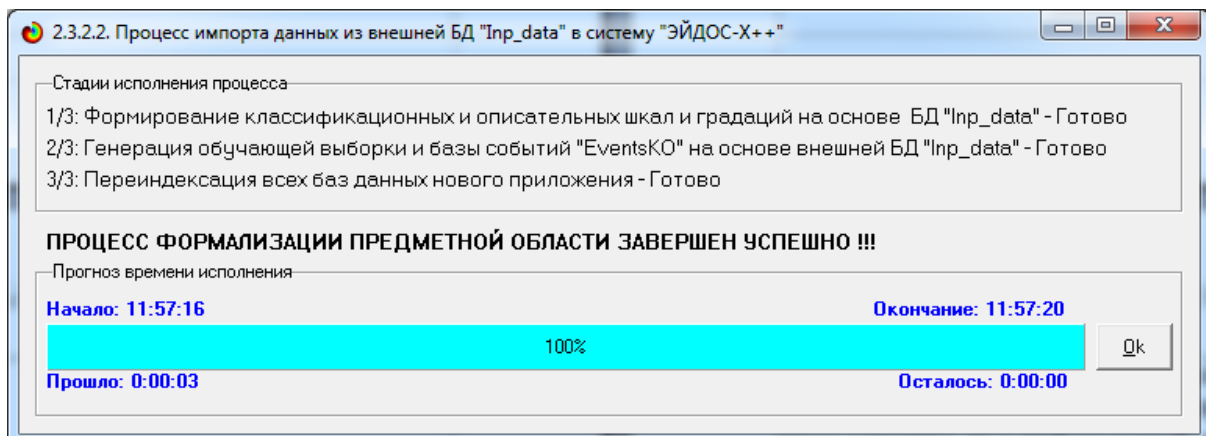 2.3.2.2. Процесс импорта данных из внешней БД "Inp_data" в систему "ЭЙДОС-X++"
Стадии исполнения процесса
1/3: Формирование классификационных и описательных шкал и градаций на основе БД "Inp_data" - Готово
2/3: Генерация обучающей выборки и базы событий "EventsKO" на основе внешней БД "Inp_data" - Готово
3/3: Переиндексация всех баз данных нового приложения - Готово
ПРОЦЕСС ФОРМАЛИЗАЦИИ ПРЕДМЕТНОЙ ОБЛАСТИ ЗАВЕРШЕН УСПЕШНО !!!
Прогноз времени исполнения
Начало: 11:57:16 Окончание: 11:57:20
100% Ok
Прошло: 0:00:03 Осталось: 0:00:00